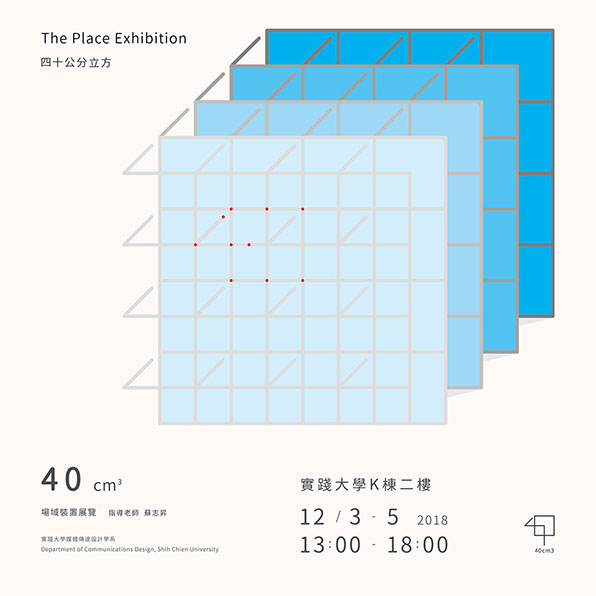 The Place Exhibition
四十公分立方
40 cm³
場域裝置展覽 指導老師 蘇志昇
實踐大學媒體傳達設計學系
Department of Communications Design, Shih Chien University
實踐大學K棟二樓
12 / 3 - 5 2018
13:00 - 18:00
40cm3